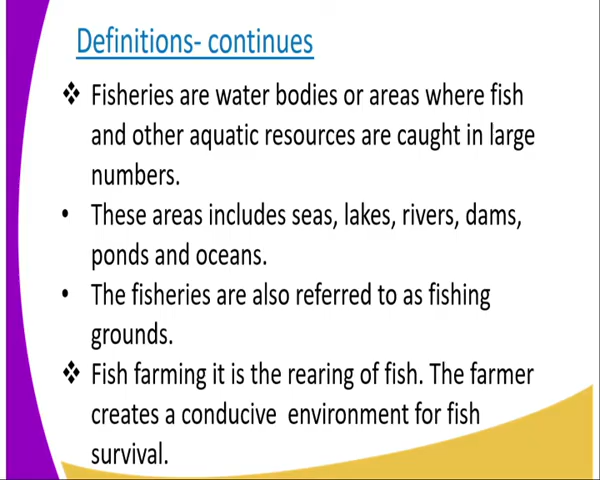 Definitions- continues
❖ Fisheries are water bodies or areas where fish
and other aquatic resources are caught in large
numbers.
• These areas includes seas, lakes, rivers, dams,
ponds and oceans.
• The fisheries are also referred to as fishing
grounds.
❖ Fish farming it is the rearing of fish. The farmer
creates a conducive  environment for fish
survival.